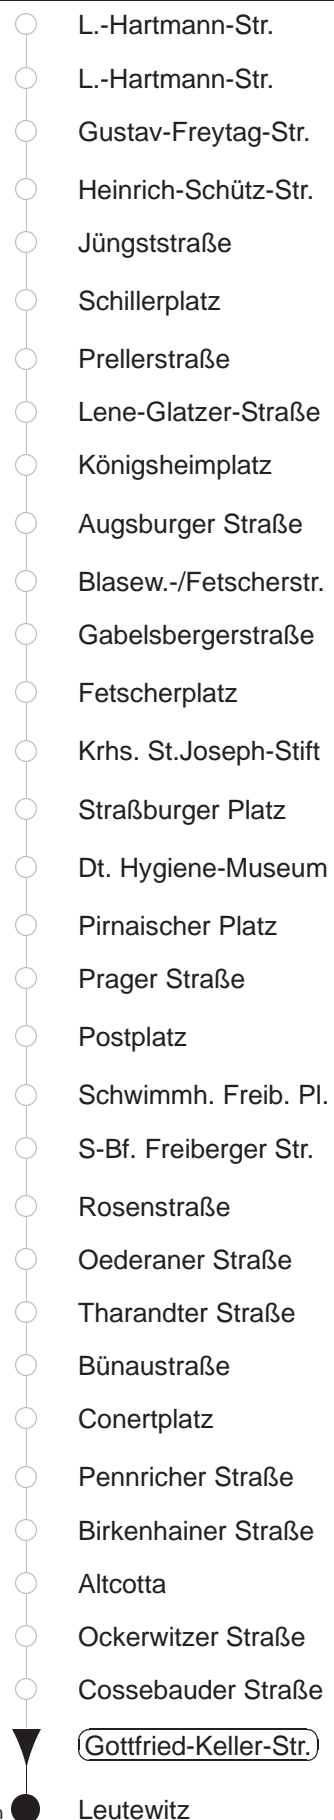 L.-Hartmann-Str.
L.-Hartmann-Str.
Gustav-Freytag-Str.
Heinrich-Schütz-Str.
Jüngststraße
Schillerplatz
Prellerstraße
Lene-Glatzer-Straße
Königsheimplatz
Augsburger Straße
Blasew.-/Fetscherstr.
Gabelsbergerstraße
Fetscherplatz
Krhs. St.Joseph-Stift
Straßburger Platz
Dt. Hygiene-Museum
Pirnaischer Platz
Prager Straße
Postplatz
Schwimmh. Freib. Pl.
S-Bf. Freiberger Str.
Rosenstraße
Oederaner Straße
Tharandter Straße
Bünaustraße
Conertplatz
Pennricher Straße
Birkenhainer Straße
Altcotta
Ockerwitzer Straße
Cossebauder Straße
Gottfried-Keller-Str.
Leutewitz